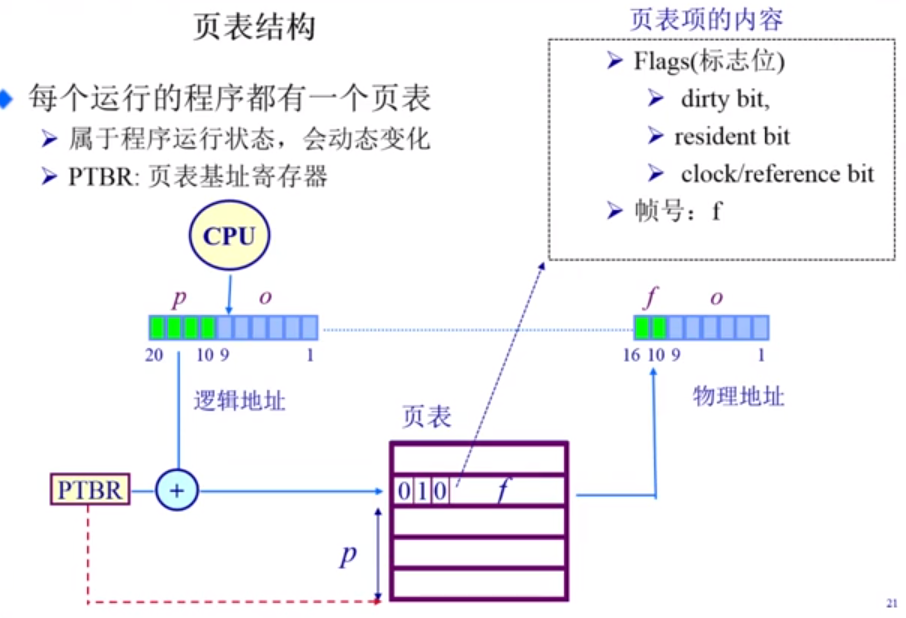 页表结构
页表项的内容
Flags(标志位)
dirty bit,
resident bit
clock/reference bit
帧号：f
每个运行的程序都有一个页表
属于程序运行状态，会动态变化
PTBR: 页表基址寄存器
CPU
p o
20 10 9 1
逻辑地址
f o
16 10 9 1
物理地址
页表
PTBR
+
0 1 0 f
p
21